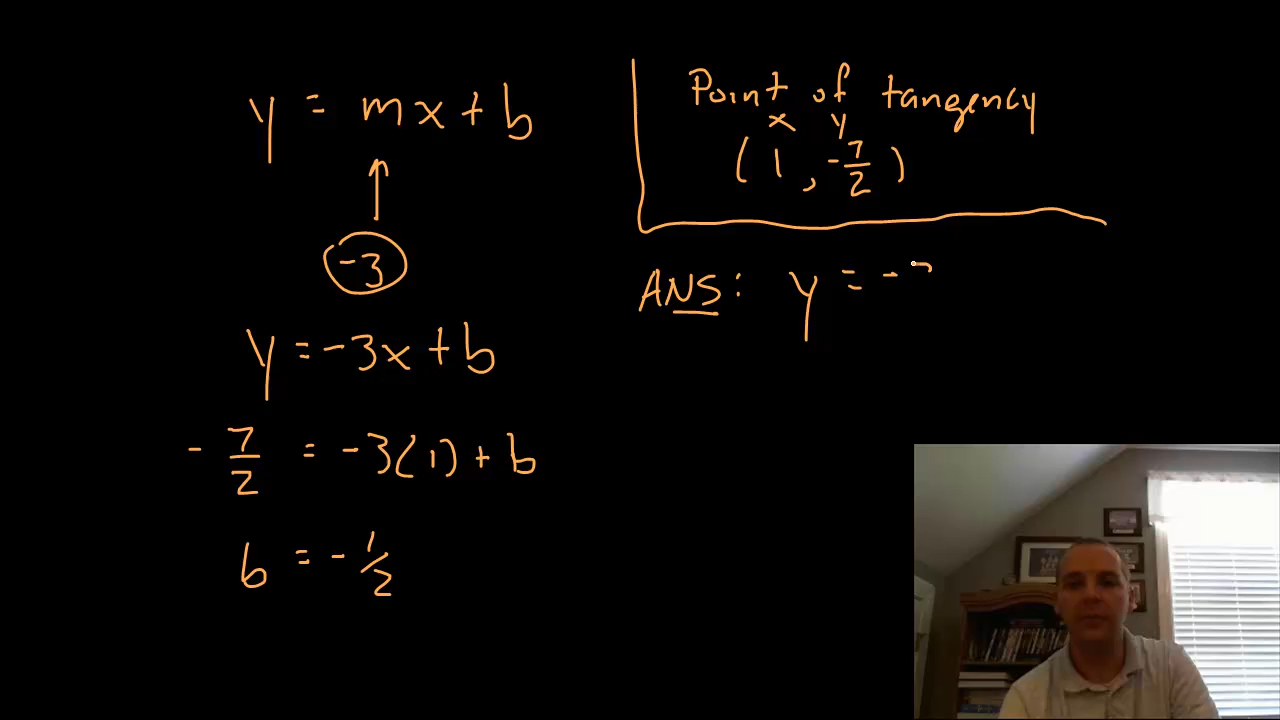 y = mx + b
-3
y = -3x + b
- 7/2 = -3(1) + b
b = - 1/2
Point of tangency
x y
(1, -7/2)
ANS: y = -